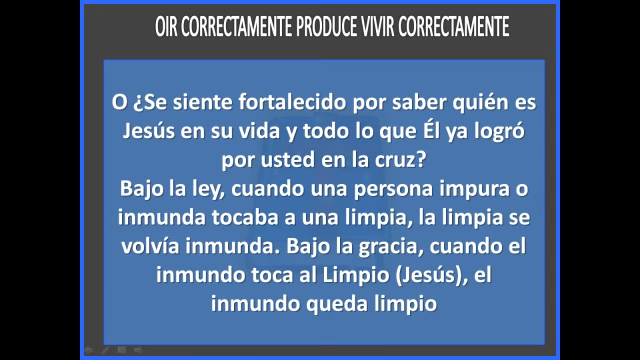 OIR CORRECTAMENTE PRODUCE VIVIR CORRECTAMENTE
O ¿Se siente fortalecido por saber quién es
Jesús en su vida y todo lo que Él ya logró
por usted en la cruz?
Bajo la ley, cuando una persona impura o
inmunda tocaba a una limpia, la limpia se
volvía inmunda. Bajo la gracia, cuando el
inmundo toca al Limpio (Jesús), el
inmundo queda limpio